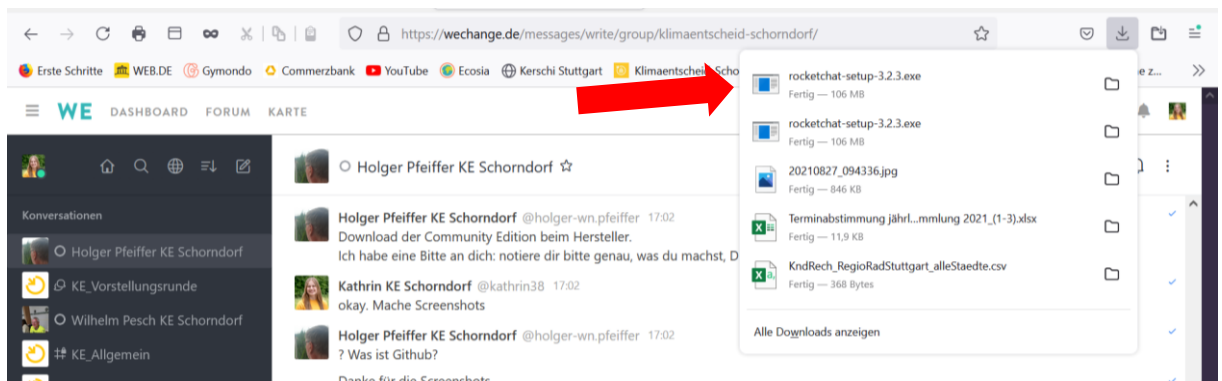 https://wechange.de/messages/write/group/klimaentscheid-schorndorf/
Erste Schritte WEB.DE Gymondo Commerzbank YouTube Ecosia Kerschi Stuttgart Klimaentscheid Scho
e z...
WE DASHBOARD FORUM KARTE
rocketchat-setup-3.2.3.exe
Fertig — 106 MB
rocketchat-setup-3.2.3.exe
Fertig — 106 MB
20210827_094336.jpg
Fertig — 846 KB
Terminabstimmung jährl...mmlung 2021_(1-3).xlsx
Fertig — 11,9 KB
KndRech_RegioRadStuttgart_alleStaedte.csv
Fertig — 368 Bytes
Alle Downloads anzeigen
Konversationen
Holger Pfeiffer KE Schorndorf
KE_Vorstellungsrunde
Wilhelm Pesch KE Schorndorf
KE_Allgemein
Holger Pfeiffer KE Schorndorf
Holger Pfeiffer KE Schorndorf @holger-wn.pfeiffer 17:02
Download der Community Edition beim Hersteller.
Ich habe eine Bitte an dich: notiere dir bitte genau, was du machst, D
Kathrin KE Schorndorf @kathrin38 17:02
okay. Mache Screenshots
Holger Pfeiffer KE Schorndorf @holger-wn.pfeiffer 17:02
? Was ist Github?
Danke für die Screenshots